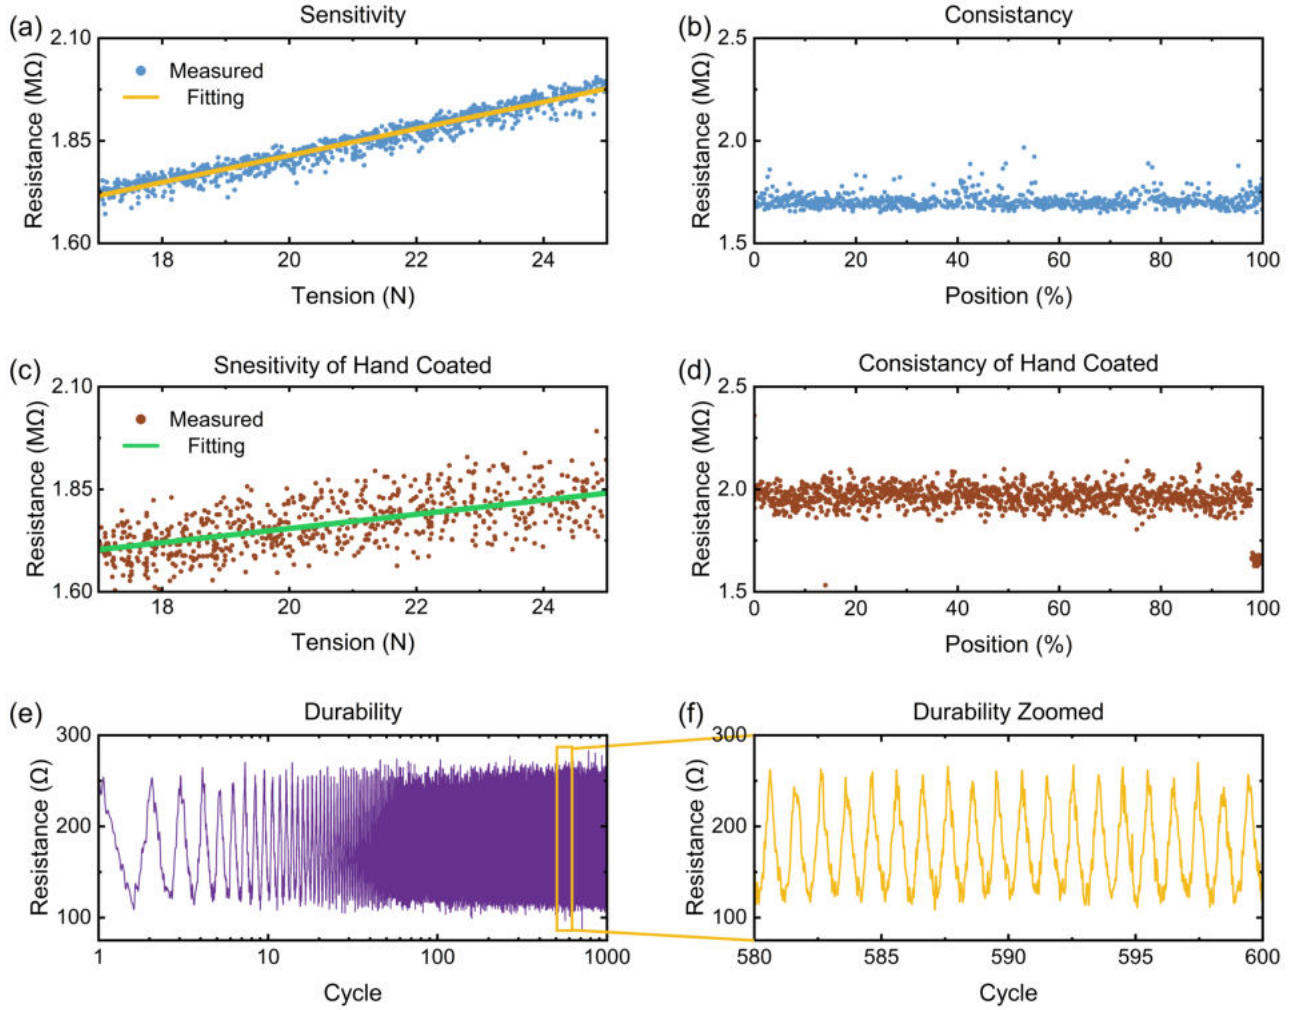 (a)
Sensitivity
2.10
1.85
1.60
Resistance (MΩ)
Measured
Fitting
18
20
22
24
Tension (N)
(b)
Consistancy
2.5
2.0
1.5
Resistance (MΩ)
0
20
40
60
80
100
Position (%)
(c)
Snesitivity of Hand Coated
2.10
1.85
1.60
Resistance (MΩ)
Measured
Fitting
18
20
22
24
Tension (N)
(d)
Consistancy of Hand Coated
2.5
2.0
1.5
Resistance (MΩ)
0
20
40
60
80
100
Position (%)
(e)
Durability
300
200
100
Resistance (Ω)
1
10
100
1000
Cycle
(f)
Durability Zoomed
300
200
100
Resistance (Ω)
580
585
590
595
600
Cycle